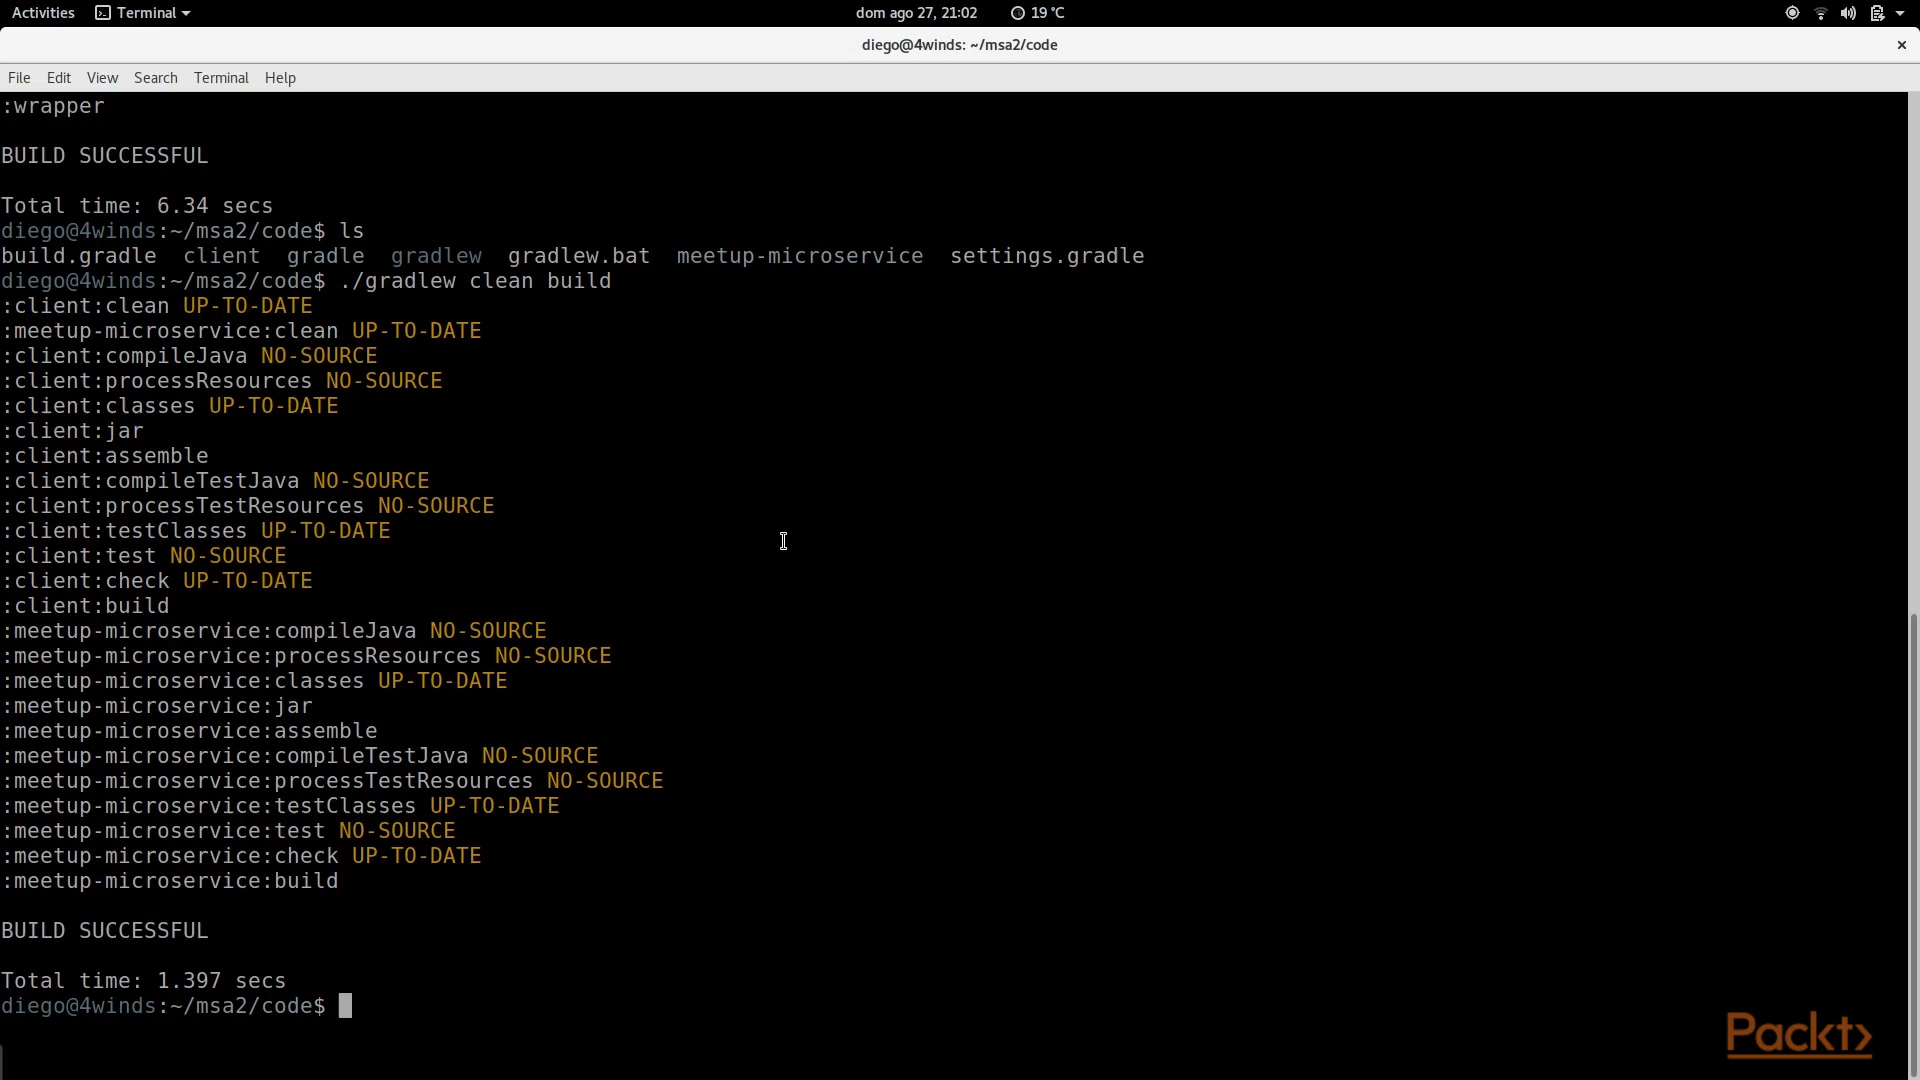 Activities Terminal dom ago 27, 21:02 19 °C
diego@4winds: ~/msa2/code ×
File Edit View Search Terminal Help
:wrapper
BUILD SUCCESSFUL
Total time: 6.34 secs
diego@4winds:~/msa2/code$ ls
build.gradle client gradle gradlew gradlew.bat meetup-microservice settings.gradle
diego@4winds:~/msa2/code$ ./gradlew clean build
:client:clean UP-TO-DATE
:meetup-microservice:clean UP-TO-DATE
:client:compileJava NO-SOURCE
:client:processResources NO-SOURCE
:client:classes UP-TO-DATE
:client:jar
:client:assemble
:client:compileTestJava NO-SOURCE
:client:processTestResources NO-SOURCE
:client:testClasses UP-TO-DATE
:client:test NO-SOURCE
:client:check UP-TO-DATE
:client:build
:meetup-microservice:compileJava NO-SOURCE
:meetup-microservice:processResources NO-SOURCE
:meetup-microservice:classes UP-TO-DATE
:meetup-microservice:jar
:meetup-microservice:assemble
:meetup-microservice:compileTestJava NO-SOURCE
:meetup-microservice:processTestResources NO-SOURCE
:meetup-microservice:testClasses UP-TO-DATE
:meetup-microservice:test NO-SOURCE
:meetup-microservice:check UP-TO-DATE
:meetup-microservice:build
BUILD SUCCESSFUL
Total time: 1.397 secs
diego@4winds:~/msa2/code$
Packt>